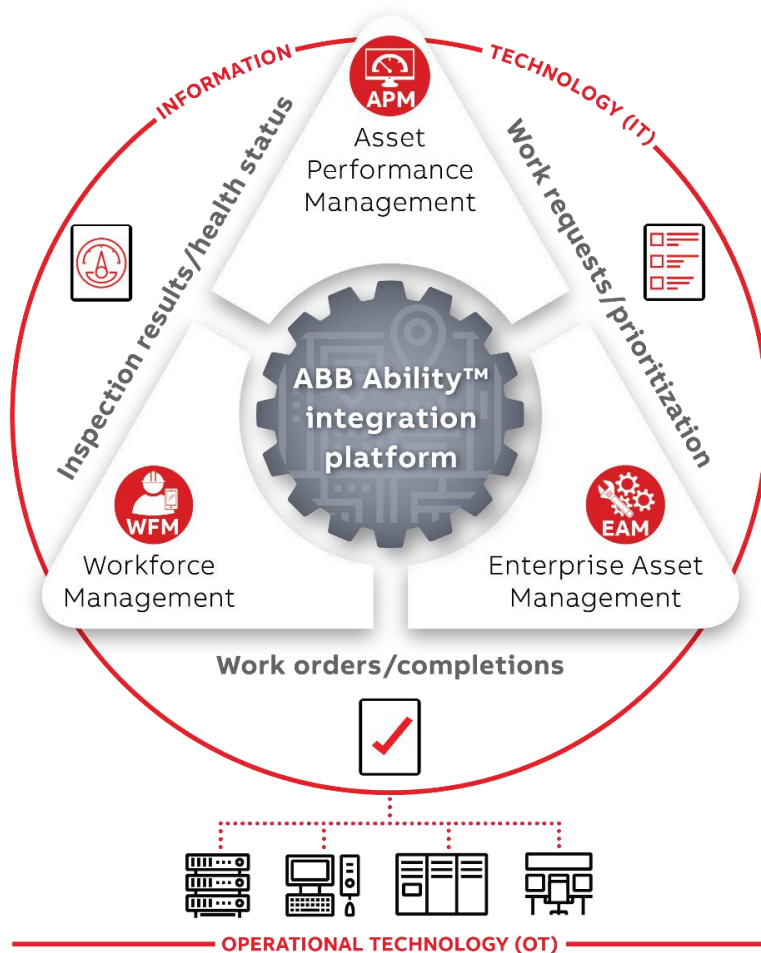 INFORMATION
TECHNOLOGY (IT)
APM
Asset
Performance
Management
Inspection results/health status
Work requests/prioritization
ABB Ability™
integration
platform
WFM
Workforce
Management
EAM
Enterprise Asset
Management
Work orders/completions
OPERATIONAL TECHNOLOGY (OT)